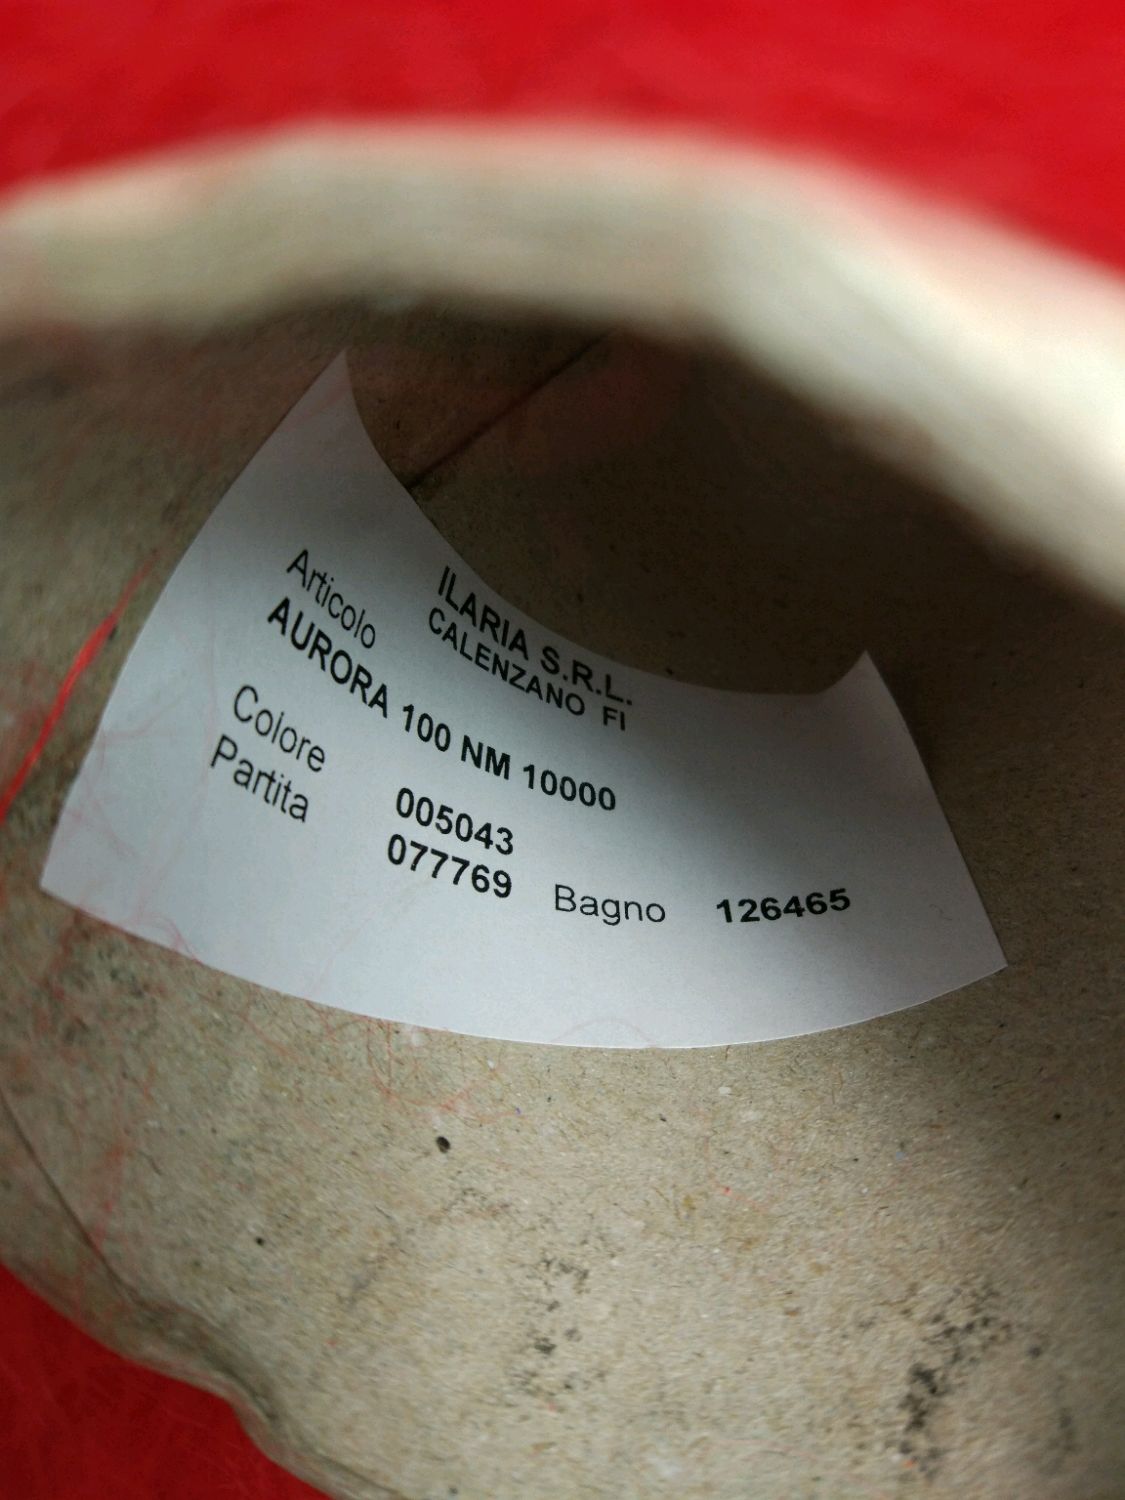 ILARIA S.R.L.
CALENZANO FI
Articolo
AURORA 100 NM 10000
Colore 005043
Partita 077769 Bagno 126465